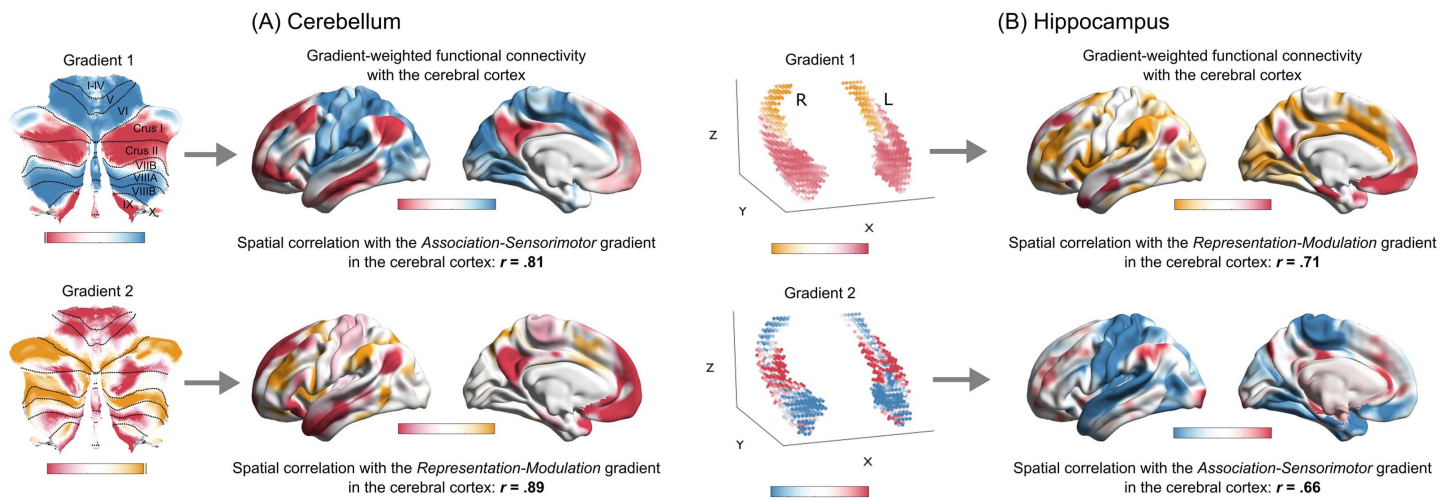 (A) Cerebellum
Gradient 1
Gradient-weighted functional connectivity
with the cerebral cortex
I-IV
V
VI
Crus I
Crus II
VIIB
VIIIA
VIIIB
IX
X
Spatial correlation with the Association-Sensorimotor gradient
in the cerebral cortex: r = .81
Gradient 2
Spatial correlation with the Representation-Modulation gradient
in the cerebral cortex: r = .89
(B) Hippocampus
Gradient 1
Gradient-weighted functional connectivity
with the cerebral cortex
R
L
Z
Y
X
Spatial correlation with the Representation-Modulation gradient
in the cerebral cortex: r = .71
Gradient 2
Z
Y
X
Spatial correlation with the Association-Sensorimotor gradient
in the cerebral cortex: r = .66